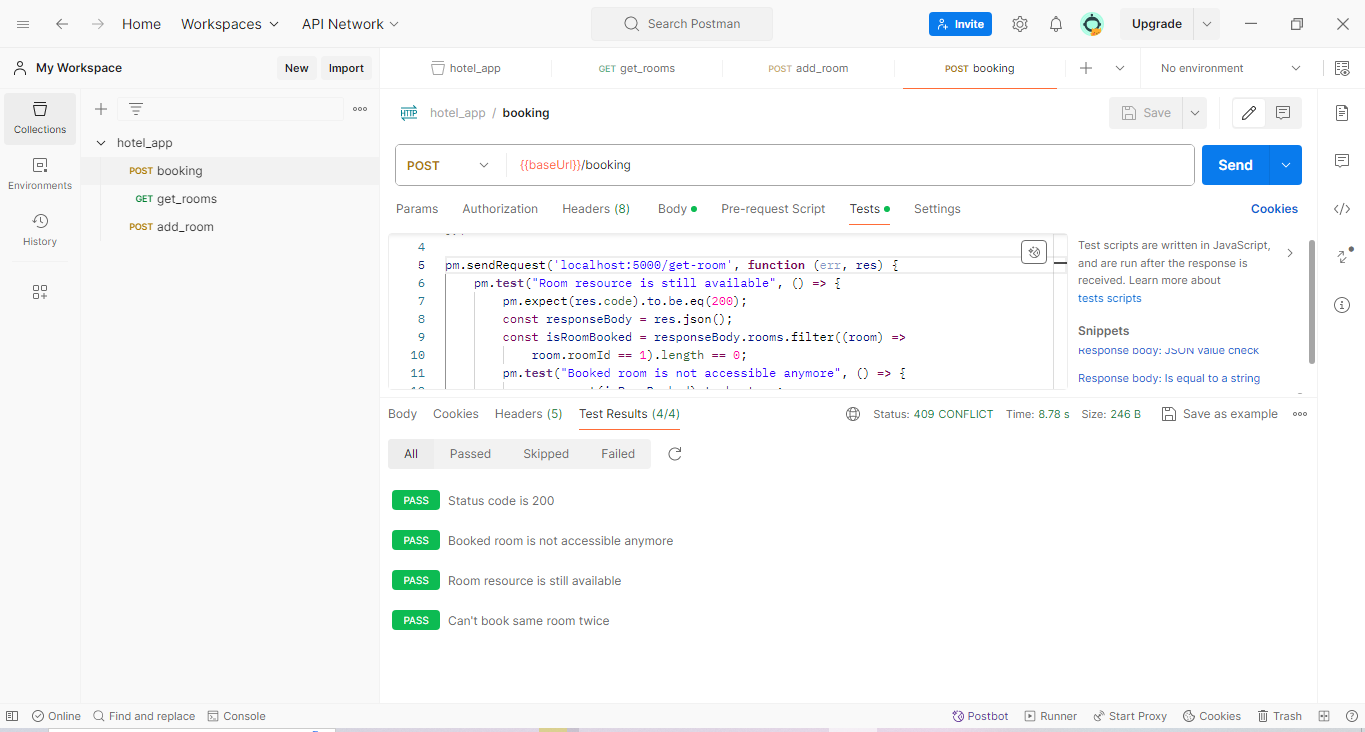 Home Workspaces API Network Search Postman Invite Upgrade
My Workspace New Import hotel_app GET get_rooms POST add_room POST booking No environment
Collections
Environments
History
hotel_app
POST booking
GET get_rooms
POST add_room
HTTP hotel_app / booking Save
POST {{baseUrl}}/booking Send
Params Authorization Headers (8) Body Pre-request Script Tests Settings Cookies
4
5 pm.sendRequest('localhost:5000/get-room', function (err, res) {
6 pm.test("Room resource is still available", () => {
7 pm.expect(res.code).to.be.eq(200);
8 const responseBody = res.json();
9 const isRoomBooked = responseBody.rooms.filter((room) =>
10 room.roomId == 1).length == 0;
11 pm.test("Booked room is not accessible anymore", () => {
Test scripts are written in JavaScript,
and are run after the response is
received. Learn more about
tests scripts
Snippets
Response body: JSON value check
Response body: Is equal to a string
Body Cookies Headers (5) Test Results (4/4) Status: 409 CONFLICT Time: 8.78 s Size: 246 B Save as example
All Passed Skipped Failed
PASS Status code is 200
PASS Booked room is not accessible anymore
PASS Room resource is still available
PASS Can't book same room twice
Online Find and replace Console Postbot Runner Start Proxy Cookies Trash